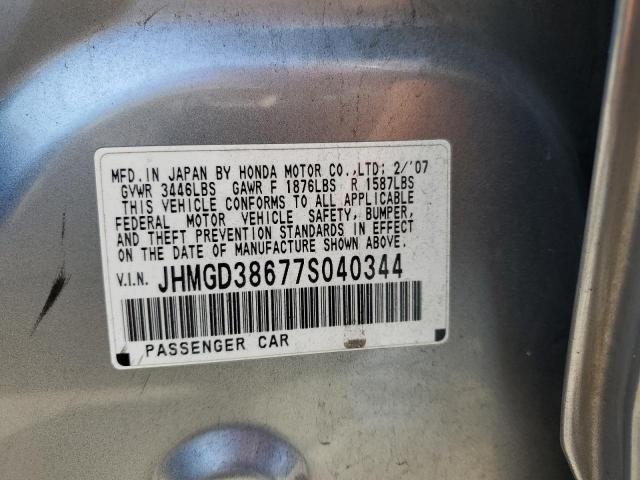 MFD. IN JAPAN BY HONDA MOTOR CO.,LTD; 2/'07
GVWR 3446LBS GAWR F 1876LBS R 1587LBS
THIS VEHICLE CONFORMS TO ALL APPLICABLE
FEDERAL MOTOR VEHICLE SAFETY, BUMPER,
AND THEFT PREVENTION STANDARDS IN EFFECT
ON THE DATE OF MANUFACTURE SHOWN ABOVE.
V.I.N. JHMGD38677S040344
PASSENGER CAR